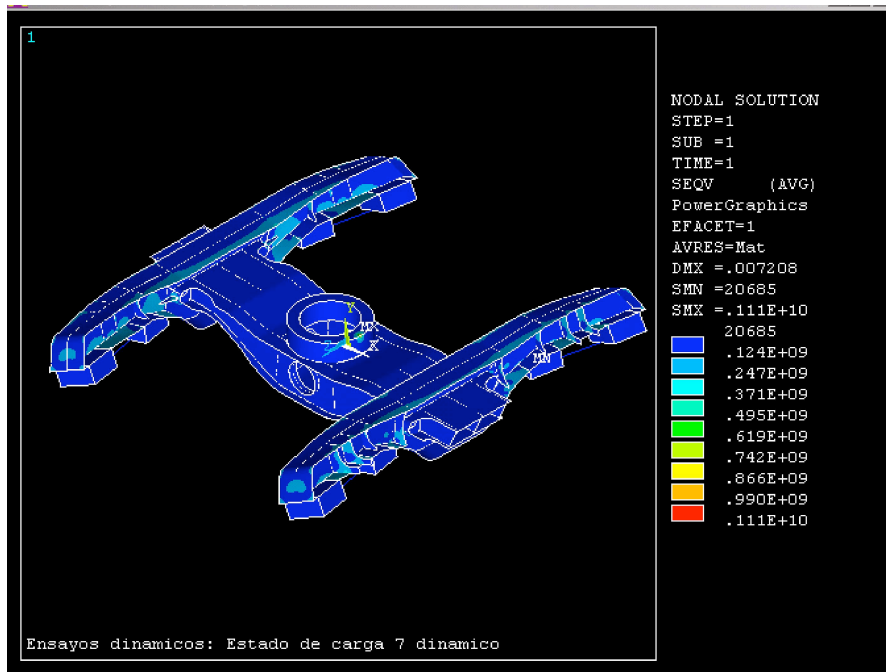 1
NODAL SOLUTION
STEP=1
SUB =1
TIME=1
SEQV (AVG)
PowerGraphics
EFACET=1
AVRES=Mat
DMX =.007208
SMN =20685
SMX =.111E+10
20685
.124E+09
.247E+09
.371E+09
.495E+09
.619E+09
.742E+09
.866E+09
.990E+09
.111E+10
Y
MX
Z
X
MN
Ensayos dinamicos: Estado de carga 7 dinamico